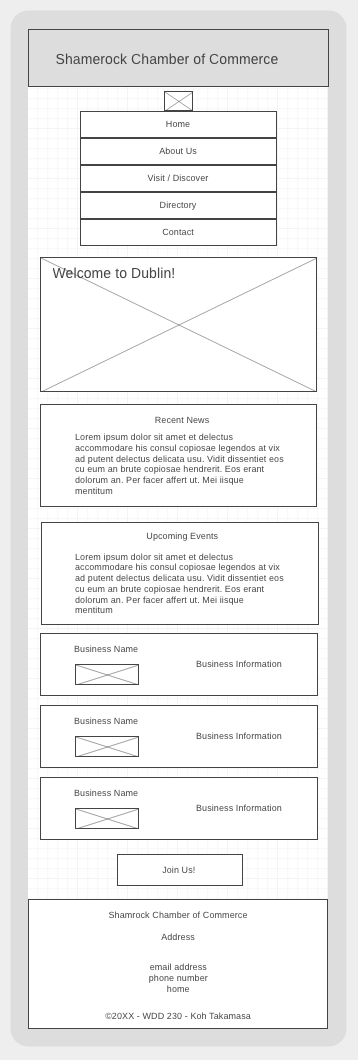 Shamerock Chamber of Commerce
Home
About Us
Visit / Discover
Directory
Contact
Welcome to Dublin!
Recent News
Lorem ipsum dolor sit amet et delectus
accommodare his consul copiosae legendos at vix
ad putent delectus delicata usu. Vidit dissentiet eos
cu eum an brute copiosae hendrerit. Eos erant
dolorum an. Per facer affert ut. Mei iisque
mentitum
Upcoming Events
Lorem ipsum dolor sit amet et delectus
accommodare his consul copiosae legendos at vix
ad putent delectus delicata usu. Vidit dissentiet eos
cu eum an brute copiosae hendrerit. Eos erant
dolorum an. Per facer affert ut. Mei iisque
mentitum
Business Name
Business Information
Business Name
Business Information
Business Name
Business Information
Join Us!
Shamrock Chamber of Commerce
Address
email address
phone number
home
©20XX - WDD 230 - Koh Takamasa